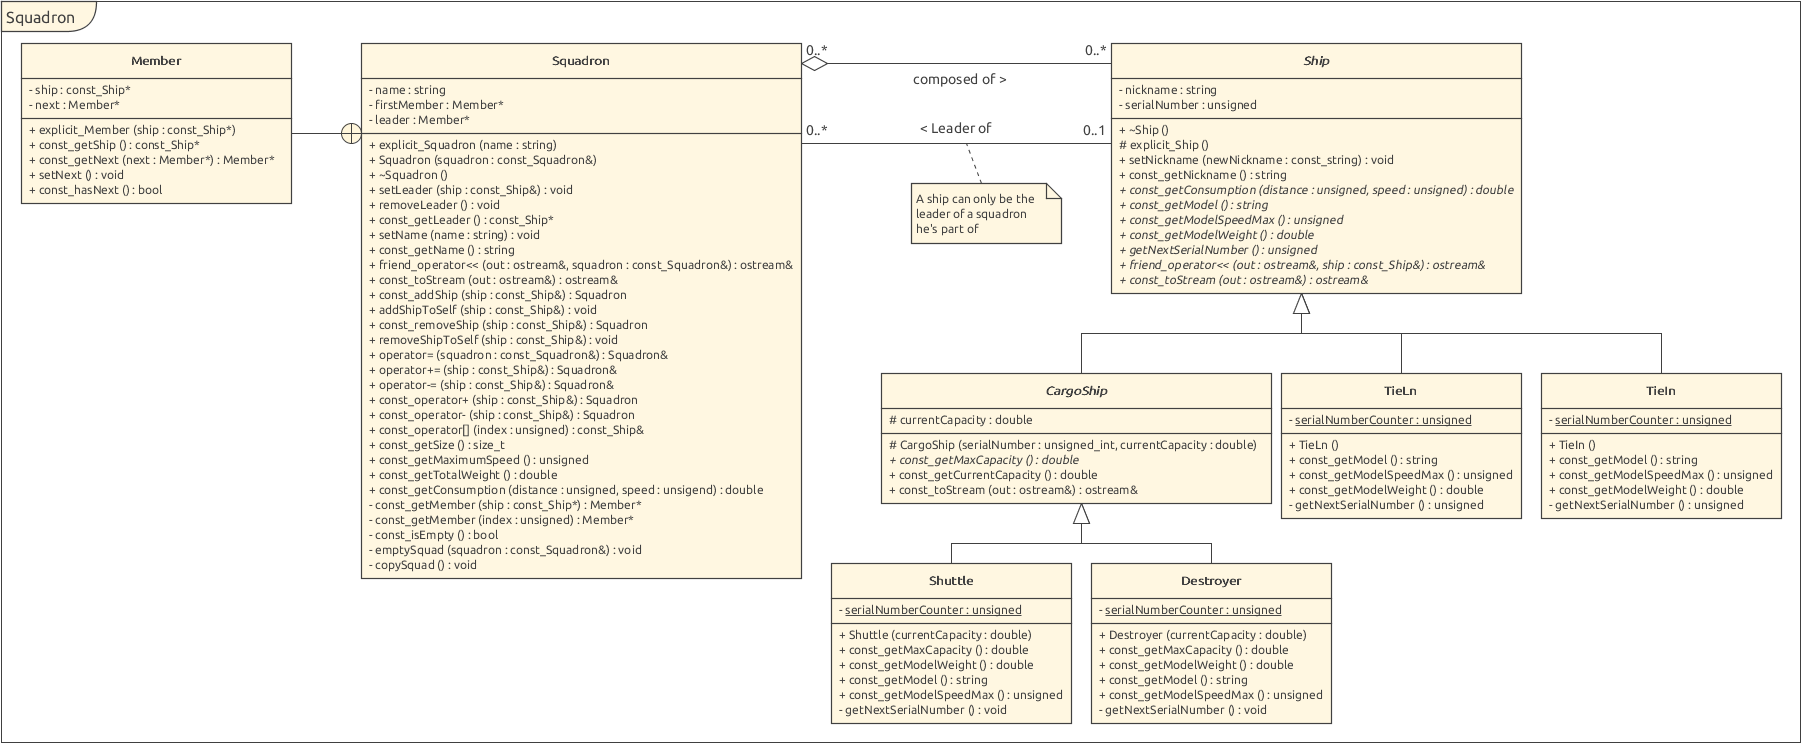 Squadron
Member
- ship : const_Ship*
- next : Member*
+ explicit_Member (ship : const_Ship*)
+ const_getShip () : const_Ship*
+ const_getNext (next : Member*) : Member*
+ setNext () : void
+ const_hasNext () : bool
Squadron
- name : string
- firstMember : Member*
- leader : Member*
+ explicit_Squadron (name : string)
+ Squadron (squadron : const_Squadron&)
+ ~Squadron ()
+ setLeader (ship : const_Ship&) : void
+ removeLeader () : void
+ const_getLeader () : const_Ship*
+ setName (name : string) : void
+ const_getName () : string
+ friend_operator<< (out : ostream&, squadron : const_Squadron&) : ostream&
+ const_toStream (out : ostream&) : ostream&
+ const_addShip (ship : const_Ship&) : Squadron
+ addShipToSelf (ship : const_Ship&) : void
+ const_removeShip (ship : const_Ship&) : Squadron
+ removeShipToSelf (ship : const_Ship&) : void
+ operator= (squadron : const_Squadron&) : Squadron&
+ operator+= (ship : const_Ship&) : Squadron&
+ operator-= (ship : const_Ship&) : Squadron&
+ const_operator+ (ship : const_Ship&) : Squadron
+ const_operator- (ship : const_Ship&) : Squadron
+ const_operator[] (index : unsigned) : const_Ship&
+ const_getSize () : size_t
+ const_getMaximumSpeed () : unsigned
+ const_getTotalWeight () : double
+ const_getConsumption (distance : unsigned, speed : unsigend) : double
- const_getMember (ship : const_Ship*) : Member*
- const_getMember (index : unsigned) : Member*
- const_isEmpty () : bool
- emptySquad (squadron : const_Squadron&) : void
- copySquad () : void
0..*
0..*
composed of >
0..*
< Leader of
0..1
A ship can only be the
leader of a squadron
he's part of
Ship
- nickname : string
- serialNumber : unsigned
+ ~Ship ()
# explicit_Ship ()
+ setNickname (newNickname : const_string) : void
+ const_getNickname () : string
+ const_getConsumption (distance : unsigned, speed : unsigned) : double
+ const_getModel () : string
+ const_getModelSpeedMax () : unsigned
+ const_getModelWeight () : double
+ getNextSerialNumber () : unsigned
+ friend_operator<< (out : ostream&, ship : const_Ship&) : ostream&
+ const_toStream (out : ostream&) : ostream&
CargoShip
# currentCapacity : double
# CargoShip (serialNumber : unsigned_int, currentCapacity : double)
+ const_getMaxCapacity () : double
+ const_getCurrentCapacity () : double
+ const_toStream (out : ostream&) : ostream&
TieLn
- serialNumberCounter : unsigned
+ TieLn ()
+ const_getModel () : string
+ const_getModelSpeedMax () : unsigned
+ const_getModelWeight () : double
- getNextSerialNumber () : unsigned
TieIn
- serialNumberCounter : unsigned
+ TieIn ()
+ const_getModel () : string
+ const_getModelSpeedMax () : unsigned
+ const_getModelWeight () : double
- getNextSerialNumber () : unsigned
Shuttle
- serialNumberCounter : unsigned
+ Shuttle (currentCapacity : double)
+ const_getMaxCapacity () : double
+ const_getModelWeight () : double
+ const_getModel () : string
+ const_getModelSpeedMax () : unsigned
- getNextSerialNumber () : void
Destroyer
- serialNumberCounter : unsigned
+ Destroyer (currentCapacity : double)
+ const_getMaxCapacity () : double
+ const_getModelWeight () : double
+ const_getModel () : string
+ const_getModelSpeedMax () : unsigned
- getNextSerialNumber () : void